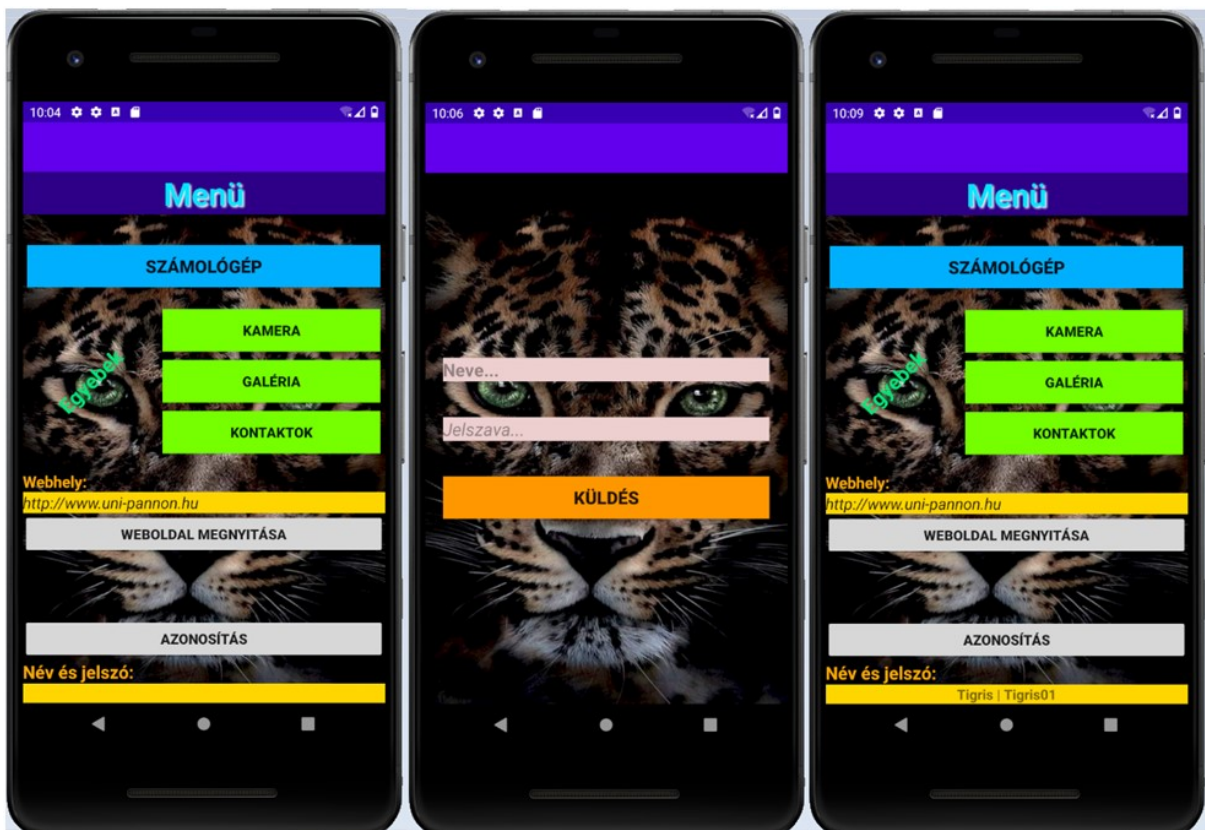 10:04
Menü
SZÁMOLÓGÉP
KAMERA
Egyebek
GALÉRIA
KONTAKTOK
Webhely:
http://www.uni-pannon.hu
WEBOLDAL MEGNYITÁSA
AZONOSÍTÁS
Név és jelszó:
10:06
Neve...
Jelszava...
KÜLDÉS
10:09
Menü
SZÁMOLÓGÉP
KAMERA
Egyebek
GALÉRIA
KONTAKTOK
Webhely:
http://www.uni-pannon.hu
WEBOLDAL MEGNYITÁSA
AZONOSÍTÁS
Név és jelszó:
Tigris | Tigris01